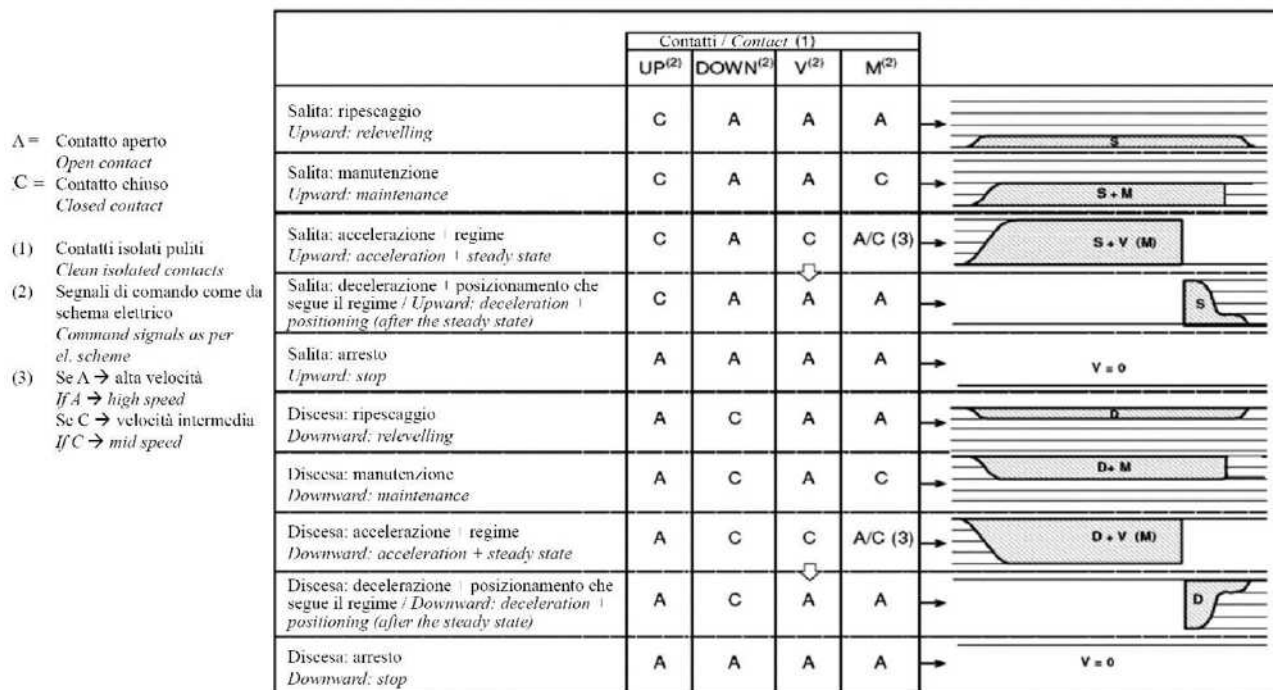 A = Contatto aperto
Open contact
C = Contatto chiuso
Closed contact
(1) Contatti isolati puliti
Clean isolated contacts
(2) Segnali di comando come da
schema elettrico
Command signals as per
el. scheme
(3) Se A → alta velocità
If A → high speed
Se C → velocità intermedia
If C → mid speed
Contatti / Contact (1)
UP(2) DOWN(2) V(2) M(2)
Salita: ripescaggio
Upward: relevelling
C A A A
S
Salita: manutenzione
Upward: maintenance
C A A C
S + M
Salita: accelerazione + regime
Upward: acceleration + steady state
C A C A/C (3)
S + V (M)
Salita: decelerazione + posizionamento che
segue il regime / Upward: deceleration +
positioning (after the steady state)
C A A A
S
Salita: arresto
Upward: stop
A A A A
V = 0
Discesa: ripescaggio
Downward: relevelling
A C A A
D
Discesa: manutenzione
Downward: maintenance
A C A C
D+ M
Discesa: accelerazione + regime
Downward: acceleration + steady state
A C C A/C (3)
D + V (M)
Discesa: decelerazione + posizionamento che
segue il regime / Downward: deceleration +
positioning (after the steady state)
A C A A
D
Discesa: arresto
Downward: stop
A A A A
V = 0